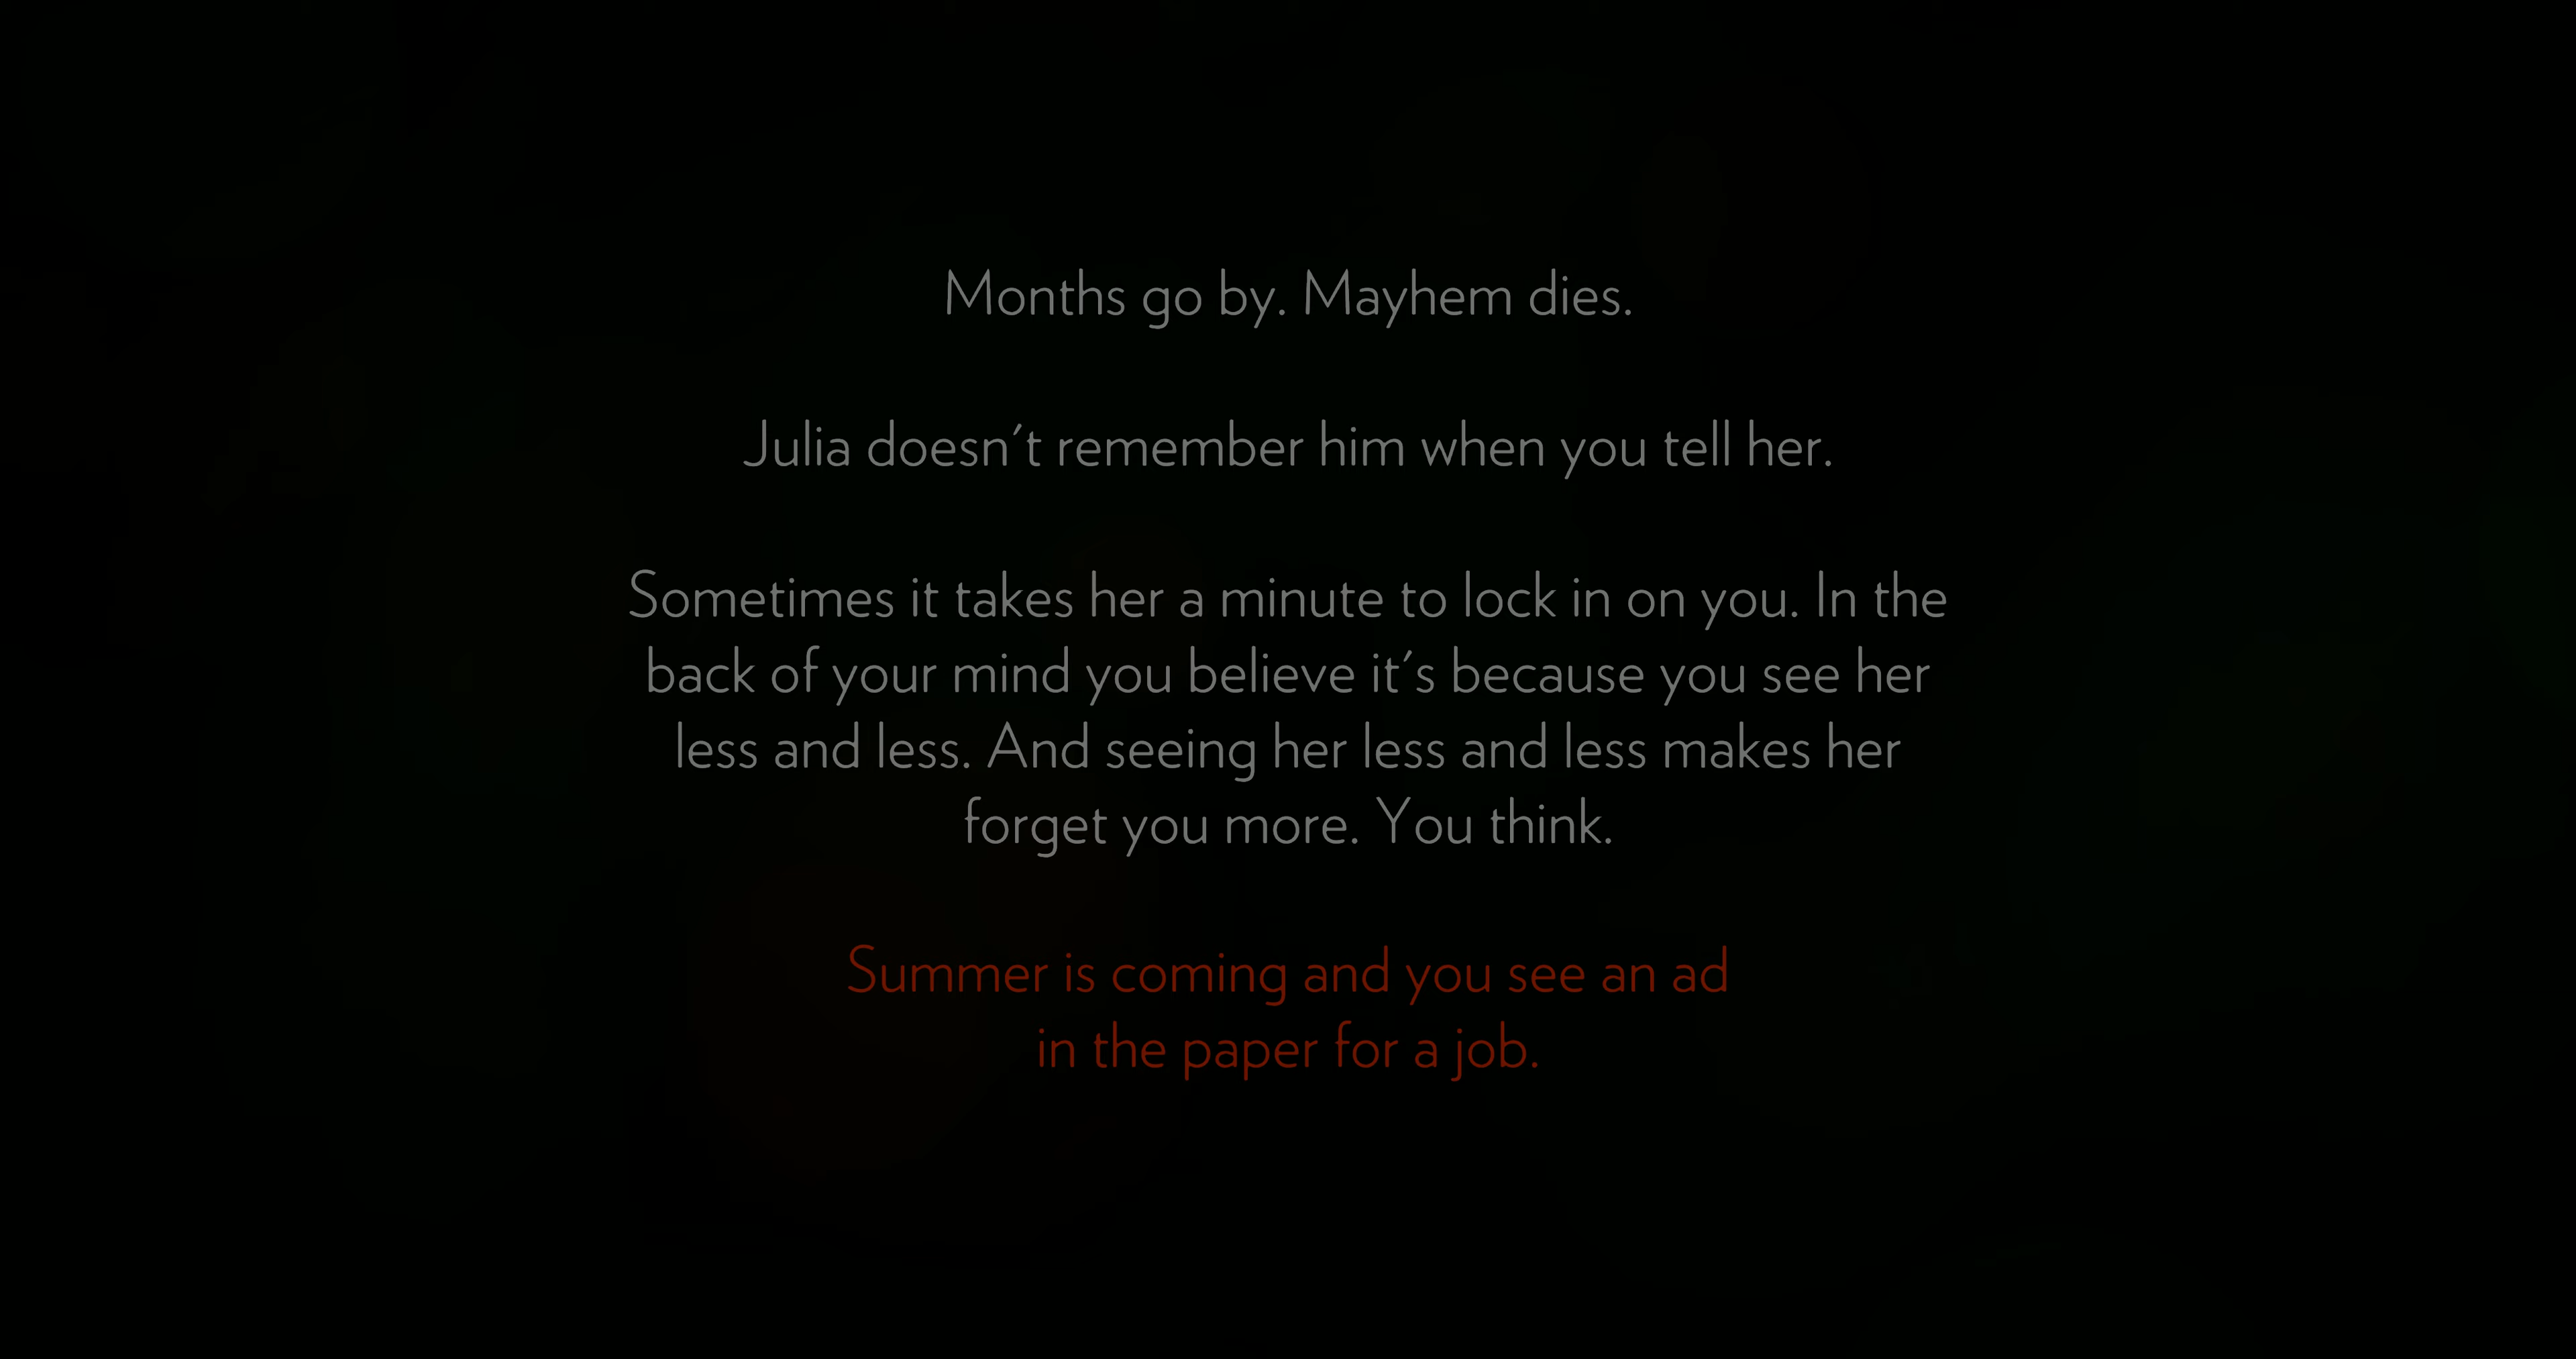 Months go by. Mayhem dies.
Julia doesn't remember him when you tell her.
Sometimes it takes her a minute to lock in on you. In the
back of your mind you believe it's because you see her
less and less. And seeing her less and less makes her
forget you more. You think.
Summer is coming and you see an ad
in the paper for a job.